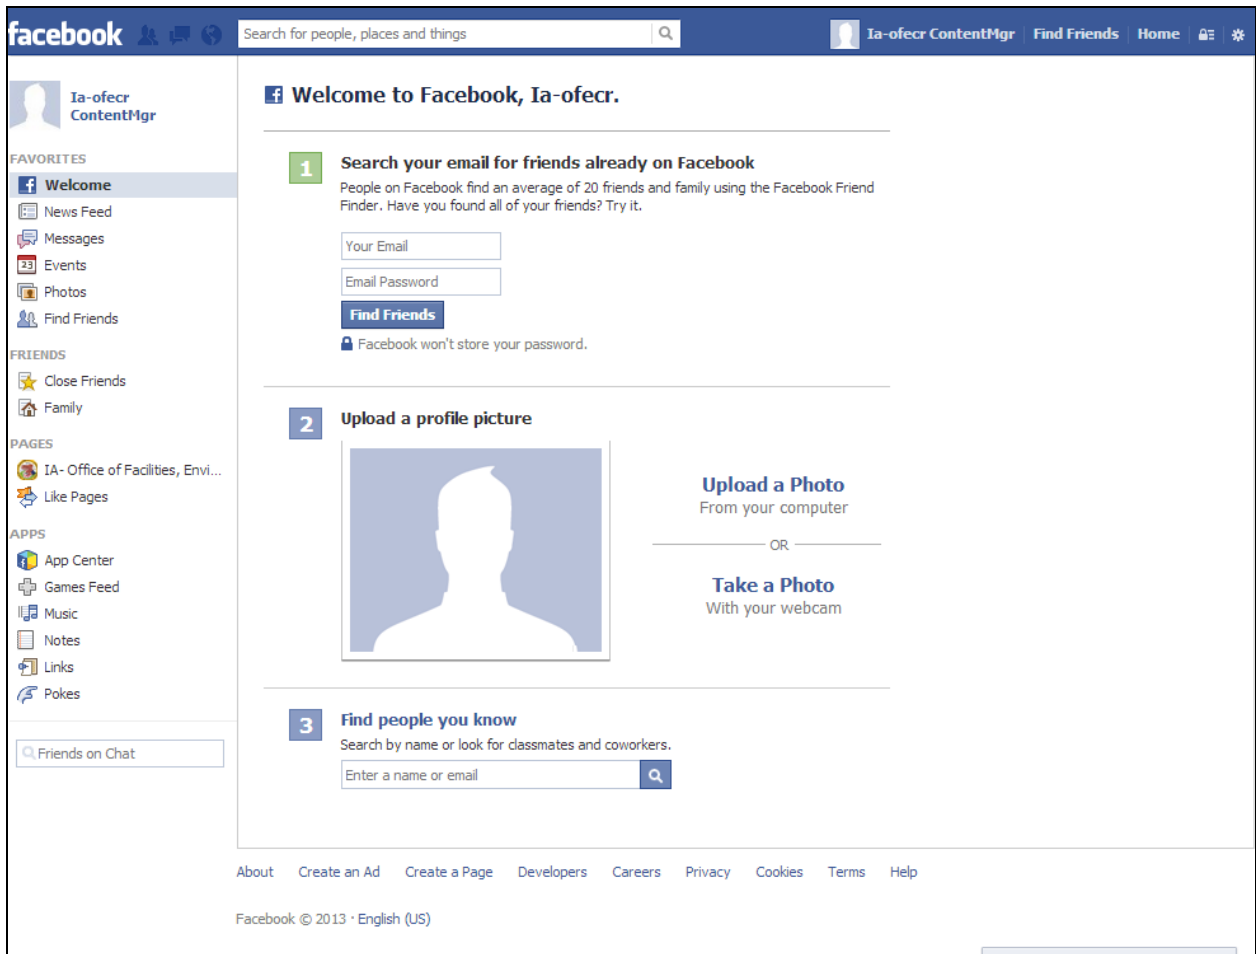 facebook
Search for people, places and things
Ia-ofecr ContentMgr
Find Friends
Home
Ia-ofecr
ContentMgr
FAVORITES
Welcome
News Feed
Messages
23
Events
Photos
Find Friends
FRIENDS
Close Friends
Family
PAGES
IA- Office of Facilities, Envi...
Like Pages
APPS
App Center
Games Feed
Music
Notes
Links
Pokes
Friends on Chat
Welcome to Facebook, Ia-ofecr.
1
Search your email for friends already on Facebook
People on Facebook find an average of 20 friends and family using the Facebook Friend
Finder. Have you found all of your friends? Try it.
Your Email
Email Password
Find Friends
Facebook won't store your password.
2
Upload a profile picture
Upload a Photo
From your computer
OR
Take a Photo
With your webcam
3
Find people you know
Search by name or look for classmates and coworkers.
Enter a name or email
About Create an Ad Create a Page Developers Careers Privacy Cookies Terms Help
Facebook © 2013 · English (US)